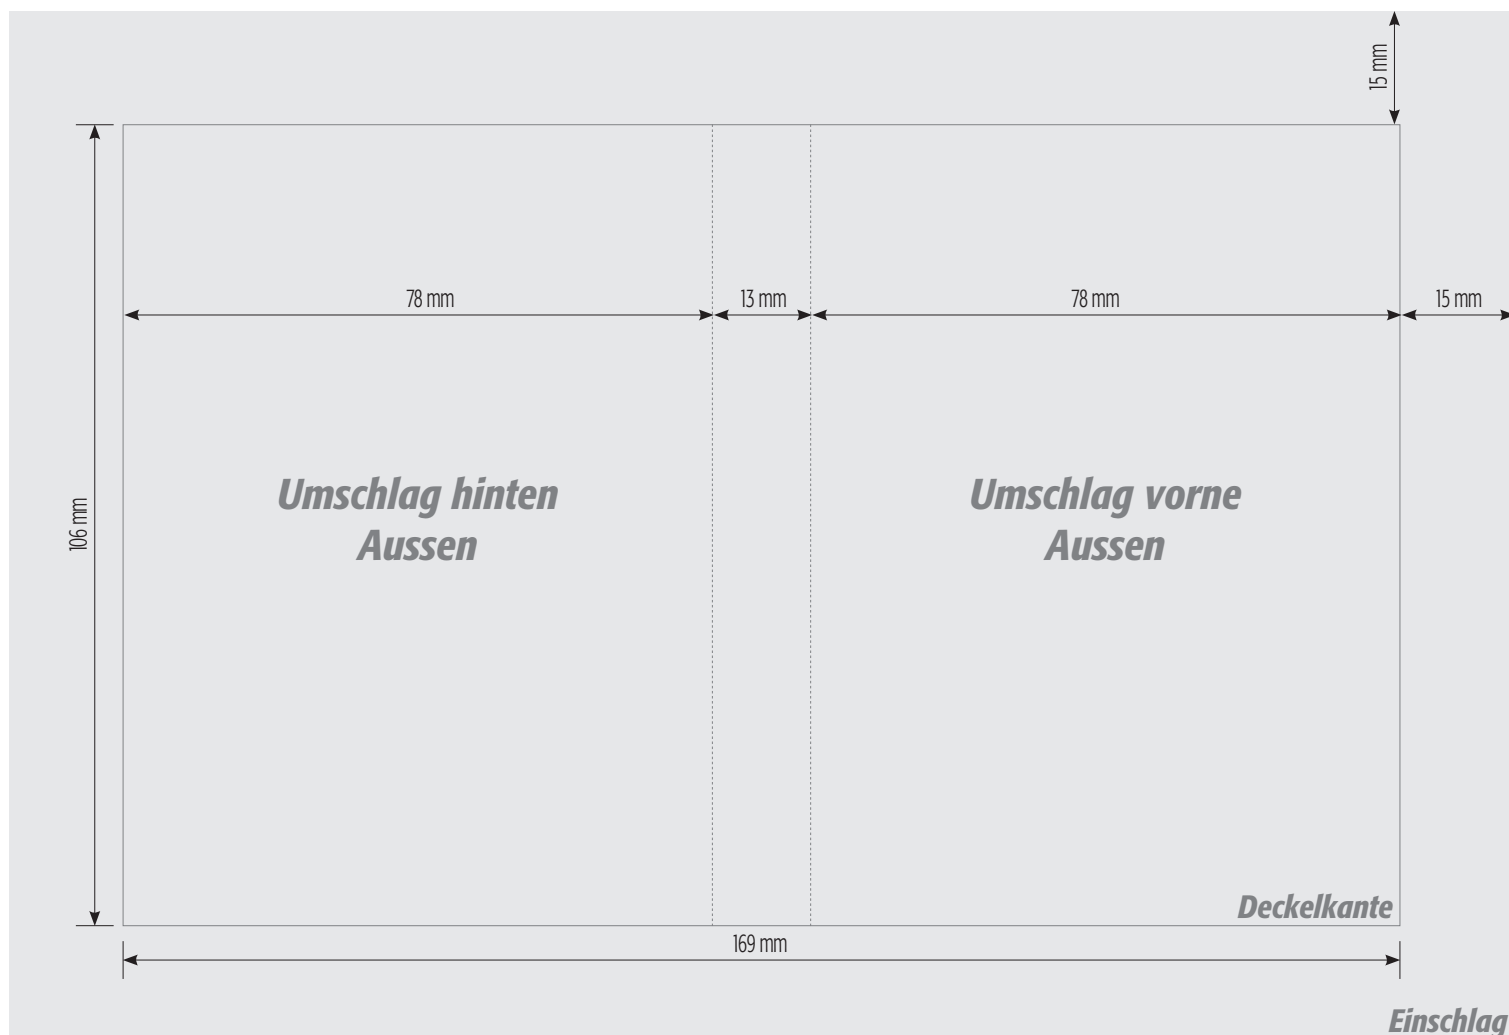 15 mm
78 mm
13 mm
78 mm
15 mm
Umschlag hinten
Aussen
Umschlag vorne
Aussen
106 mm
Deckelkante
169 mm
Einschlag